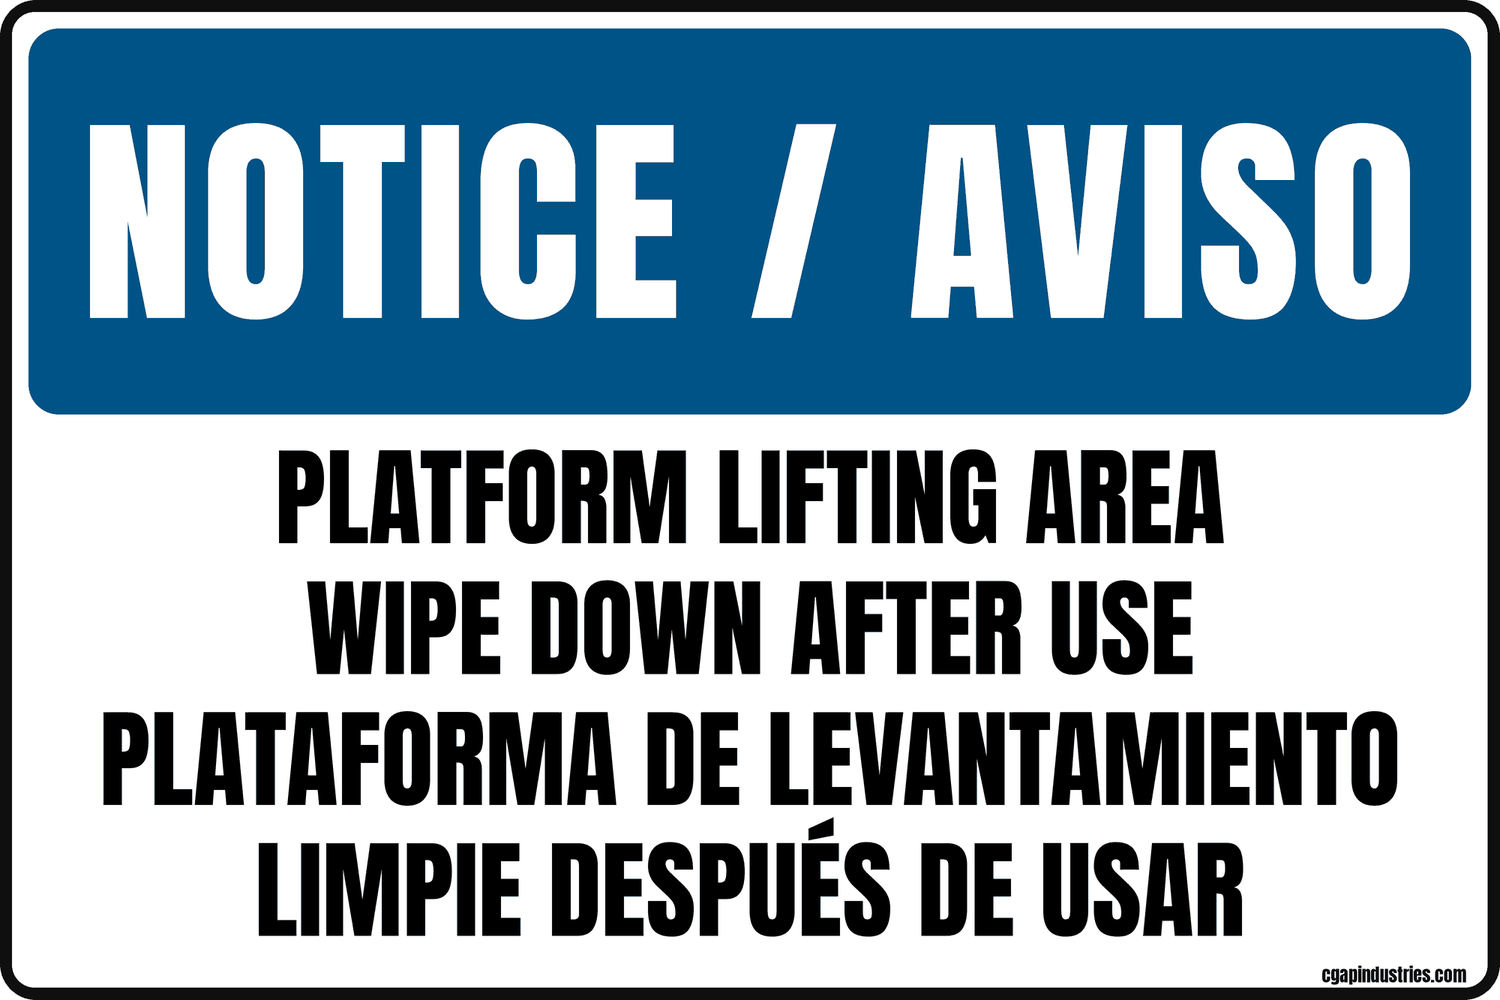 NOTICE / AVISO
PLATFORM LIFTING AREA
WIPE DOWN AFTER USE
PLATAFORMA DE LEVANTAMIENTO
LIMPIE DESPUÉS DE USAR
cgapindustries.com